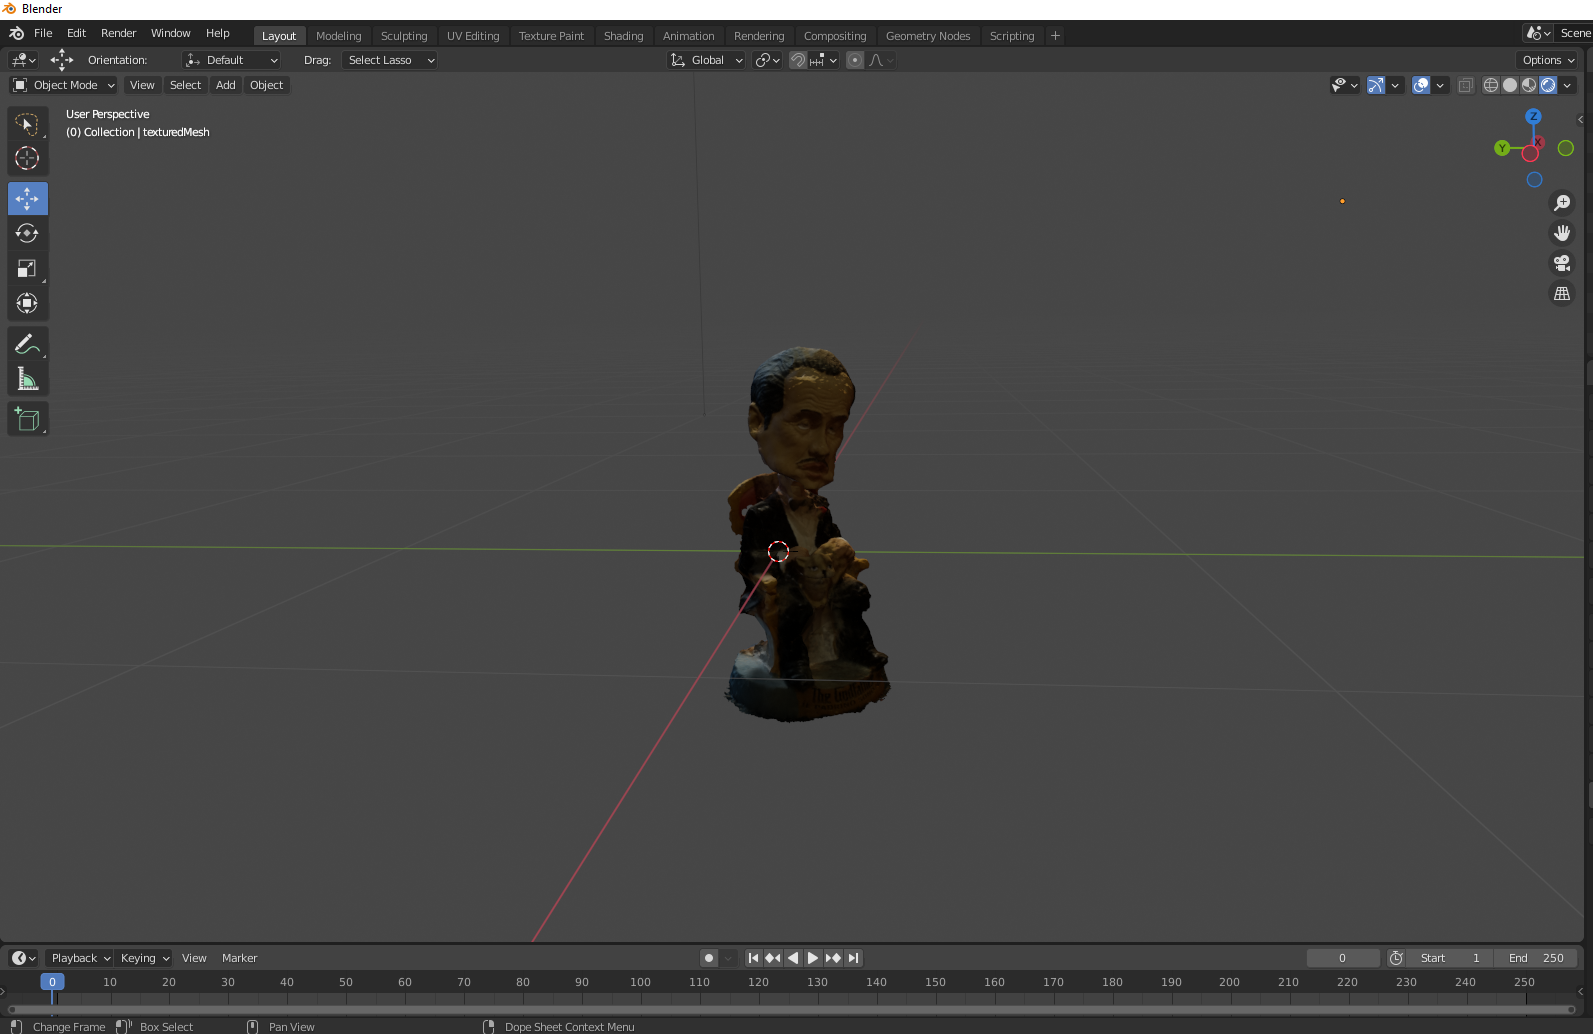 Blender
File Edit Render Window Help Layout Modeling Sculpting UV Editing Texture Paint Shading Animation Rendering Compositing Geometry Nodes Scripting + Scene
Orientation: Default Drag: Select Lasso Global Options
Object Mode View Select Add Object
User Perspective
(0) Collection | texturedMesh
Z
Y X
The
Playback Keying View Marker 0 Start 1 End 250
0 10 20 30 40 50 60 70 80 90 100 110 120 130 140 150 160 170 180 190 200 210 220 230 240 250
Change Frame Box Select Pan View Dope Sheet Context Menu